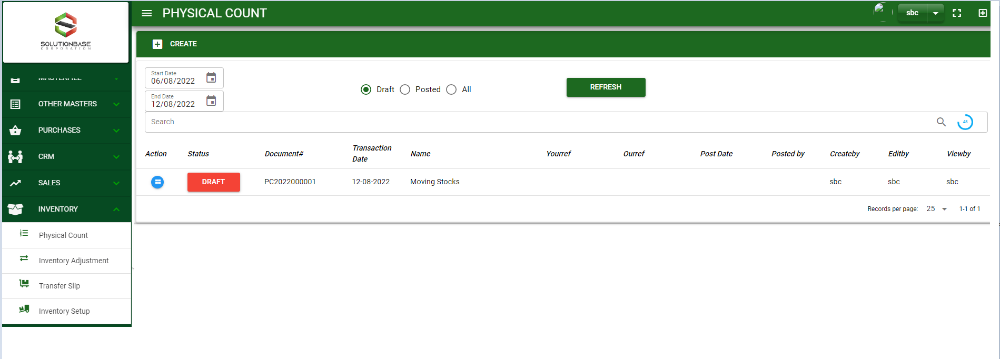 SOLUTIONBASE
CORPORATION
PHYSICAL COUNT
sbc
CREATE
MASTERFILE
OTHER MASTERS
PURCHASES
CRM
SALES
INVENTORY
Physical Count
Inventory Adjustment
Transfer Slip
Inventory Setup
Start Date
06/08/2022
End Date
12/08/2022
Draft Posted All
REFRESH
Search
45
Action Status Document# Transaction Date Name Yourref Ourref Post Date Posted by Createby Editby Viewby
DRAFT PC2022000001 12-08-2022 Moving Stocks sbc sbc sbc
Records per page: 25 1-1 of 1